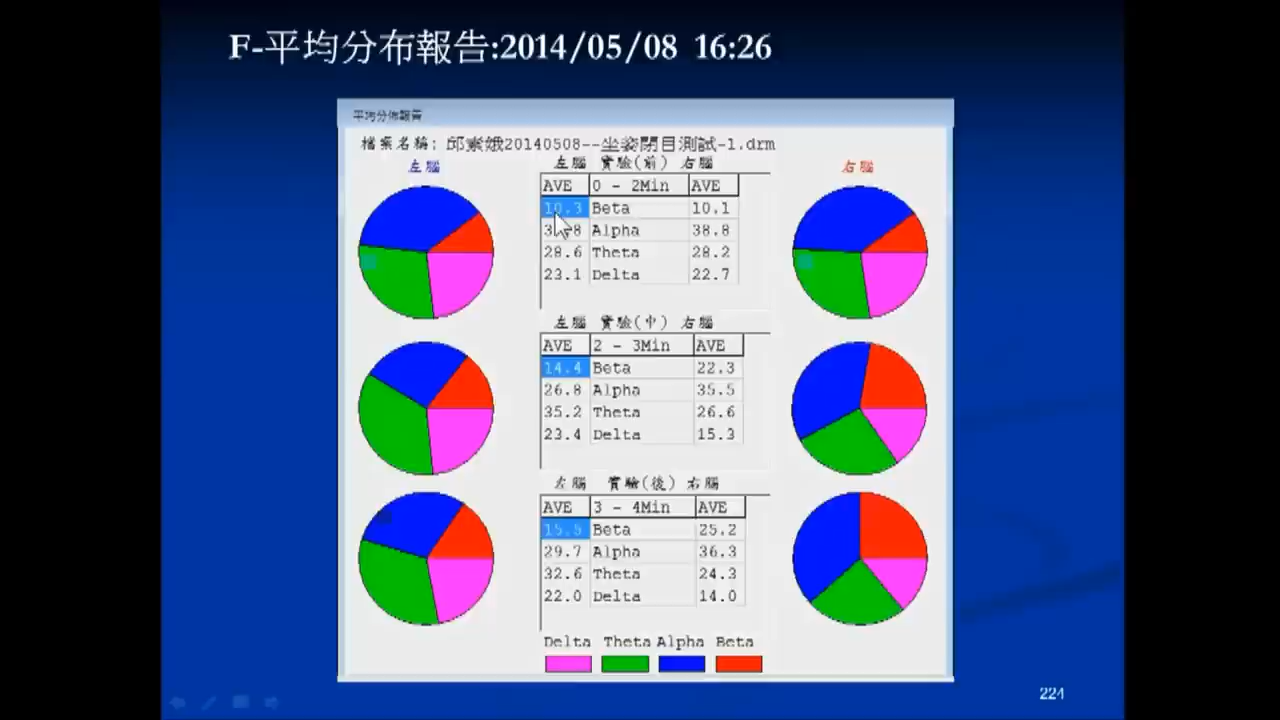 F-平均分布報告:2014/05/08 16:26
平均分佈報告
檔案名稱: 邱素娥20140508--坐姿閉目測試-1.drm
左腦
左腦 實驗(前) 右腦
右腦
AVE 0 - 2Min AVE
10.3 Beta 10.1
Alpha 38.8
28.6 Theta 28.2
23.1 Delta 22.7
左腦 實驗(中) 右腦
AVE 2 - 3Min AVE
14.4 Beta 22.3
26.8 Alpha 35.5
35.2 Theta 26.6
23.4 Delta 15.3
左腦 實驗(後) 右腦
AVE 3 - 4Min AVE
Beta 25.2
29.7 Alpha 36.3
32.6 Theta 24.3
22.0 Delta 14.0
Delta Theta Alpha Beta
224